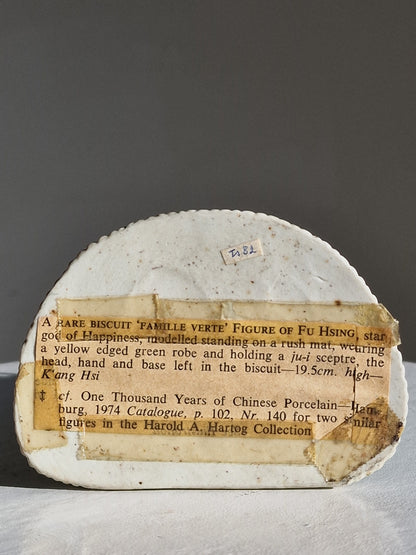 Tr82
A RARE BISCUIT 'FAMILLE VERTE' FIGURE OF FU HSING, star
god of Happiness, modelled standing on a rush mat, wearing
a yellow edged green robe and holding a ju-i sceptre, the
head, hand and base left in the biscuit—19.5cm. high—
K'ang Hsi
‡ cf. One Thousand Years of Chinese Porcelain—Ham-
burg, 1974 Catalogue, p. 102, Nr. 140 for two similar
figures in the Harold A. Hartog Collection